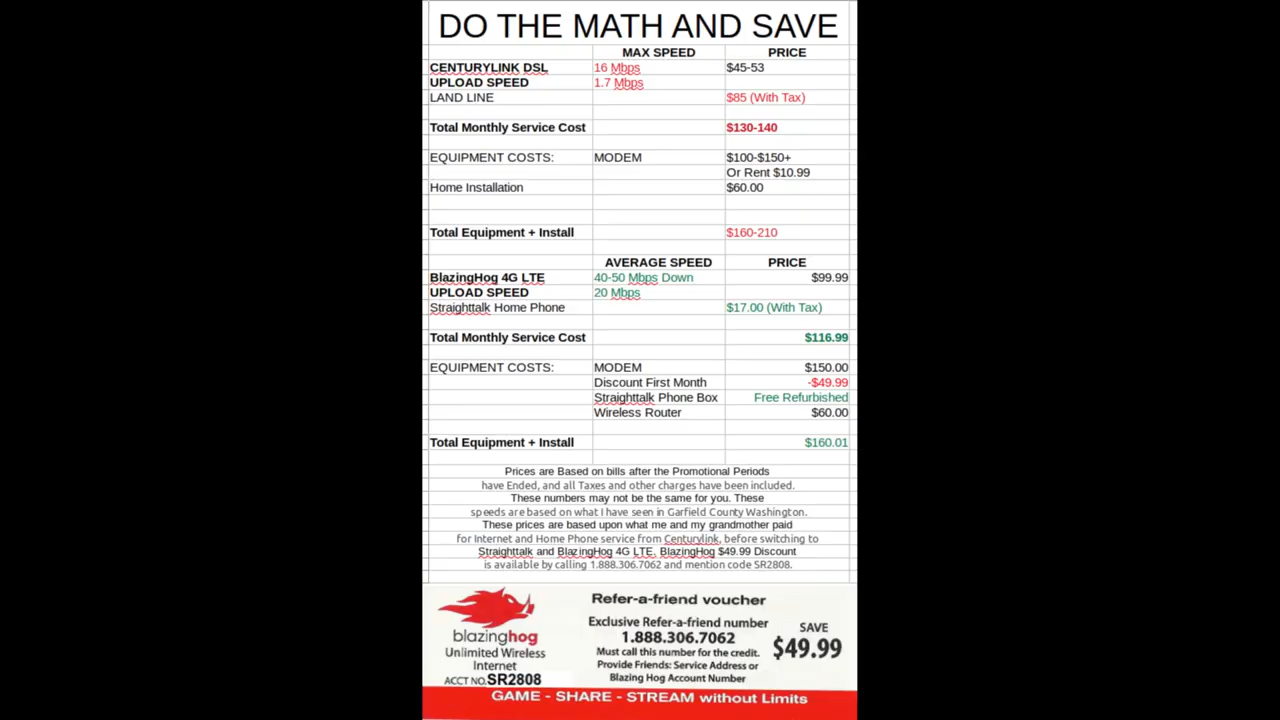 DO THE MATH AND SAVE
MAX SPEED PRICE
CENTURYLINK DSL 16 Mbps $45-53
UPLOAD SPEED 1.7 Mbps
LAND LINE $85 (With Tax)
Total Monthly Service Cost $130-140
EQUIPMENT COSTS: MODEM $100-$150+
Or Rent $10.99
Home Installation $60.00
Total Equipment + Install $160-210
AVERAGE SPEED PRICE
BlazingHog 4G LTE 40-50 Mbps Down $99.99
UPLOAD SPEED 20 Mbps
Straighttalk Home Phone $17.00 (With Tax)
Total Monthly Service Cost $116.99
EQUIPMENT COSTS: MODEM $150.00
Discount First Month -$49.99
Straighttalk Phone Box Free Refurbished
Wireless Router $60.00
Total Equipment + Install $160.01
Prices are Based on bills after the Promotional Periods
have Ended, and all Taxes and other charges have been included.
These numbers may not be the same for you. These
speeds are based on what I have seen in Garfield County Washington.
These prices are based upon what me and my grandmother paid
for Internet and Home Phone service from Centurylink, before switching to
Straighttalk and BlazingHog 4G LTE, BlazingHog $49.99 Discount
is available by calling 1.888.306.7062 and mention code SR2808.
blazinghog
Unlimited Wireless
Internet
ACCT NO.SR2808
Refer-a-friend voucher
Exclusive Refer-a-friend number
1.888.306.7062
Must call this number for the credit.
Provide Friends: Service Address or
Blazing Hog Account Number
SAVE
$49.99
GAME - SHARE - STREAM without Limits